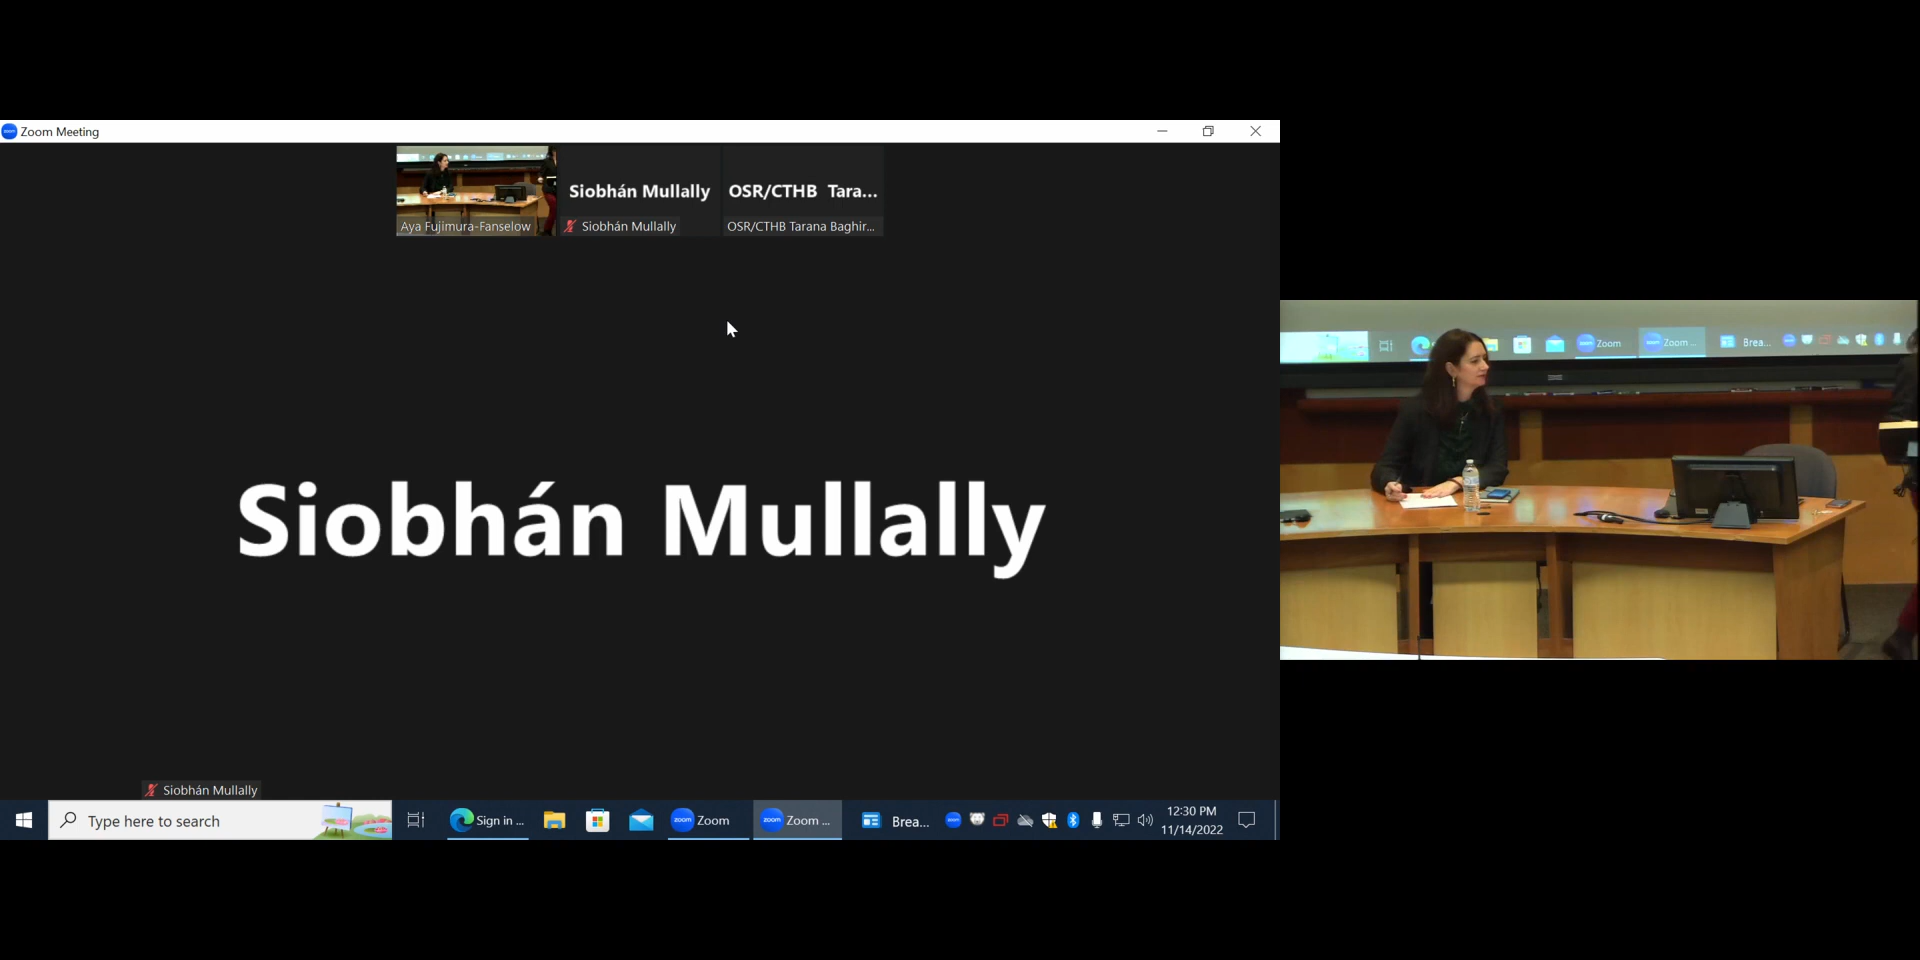 Zoom Meeting
Siobhán Mullally
OSR/CTHB Tara...
Aya Fujimura-Fanselow
Siobhán Mullally
OSR/CTHB Tarana Baghir...
Siobhán Mullally
Siobhán Mullally
Type here to search
Sign in ...
zoom
Zoom
zoom
Zoom ...
Brea...
12:30 PM
11/14/2022
Zoom
Zoom ...
Brea...